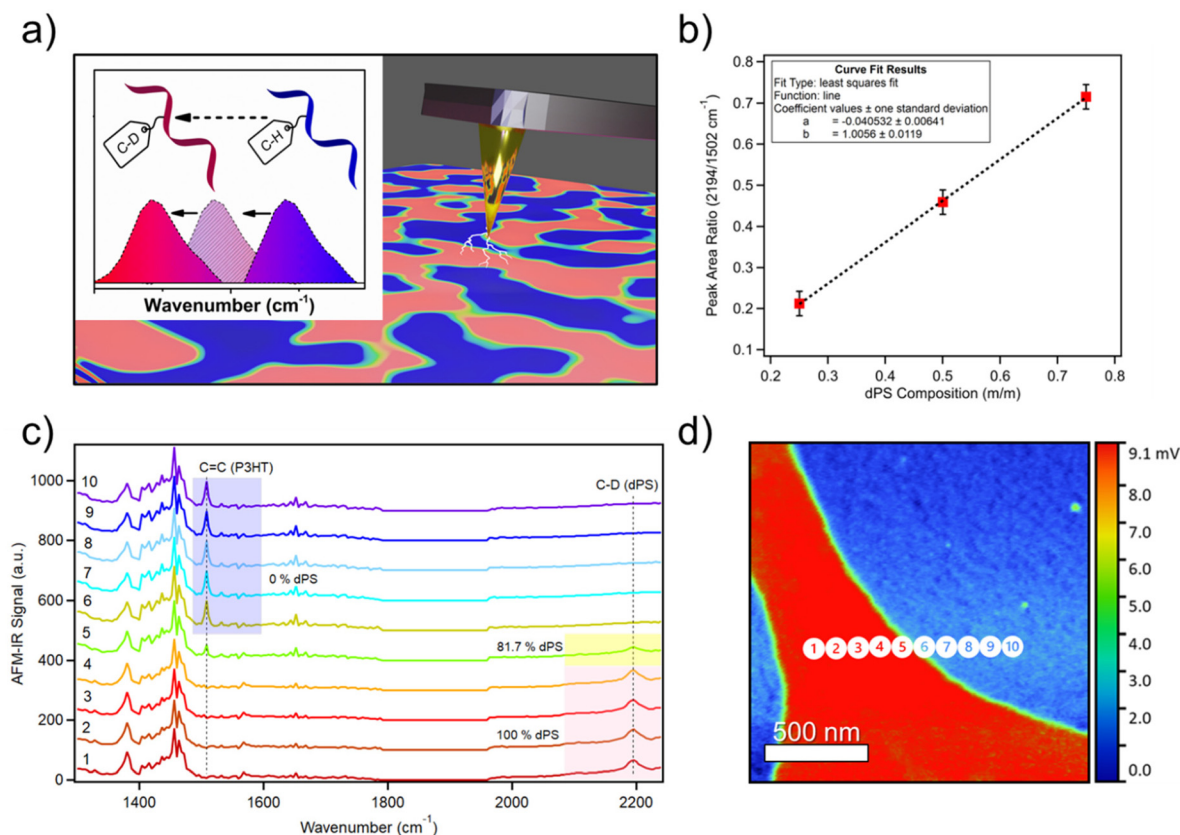 a)
C-D
C-H
Wavenumber (cm-1)
b)
Peak Area Ratio (2194/1502 cm-1)
0.8
0.7
0.6
0.5
0.4
0.3
0.2
0.1
Curve Fit Results
Fit Type: least squares fit
Function: line
Coefficient values ± one standard deviation
a = -0.040532 ± 0.00641
b = 1.0056 ± 0.0119
0.2 0.3 0.4 0.5 0.6 0.7 0.8
dPS Composition (m/m)
c)
AFM-IR Signal (a.u.)
1000
800
600
400
200
0
10
9
8
7
6
5
4
3
2
1
C=C (P3HT)
C-D (dPS)
0 % dPS
81.7 % dPS
100 % dPS
1400 1600 1800 2000 2200
Wavenumber (cm-1)
d)
1 2 3 4 5 6 7 8 9 10
500 nm
9.1 mV
8.0
7.0
6.0
5.0
4.0
3.0
2.0
1.0
0.0